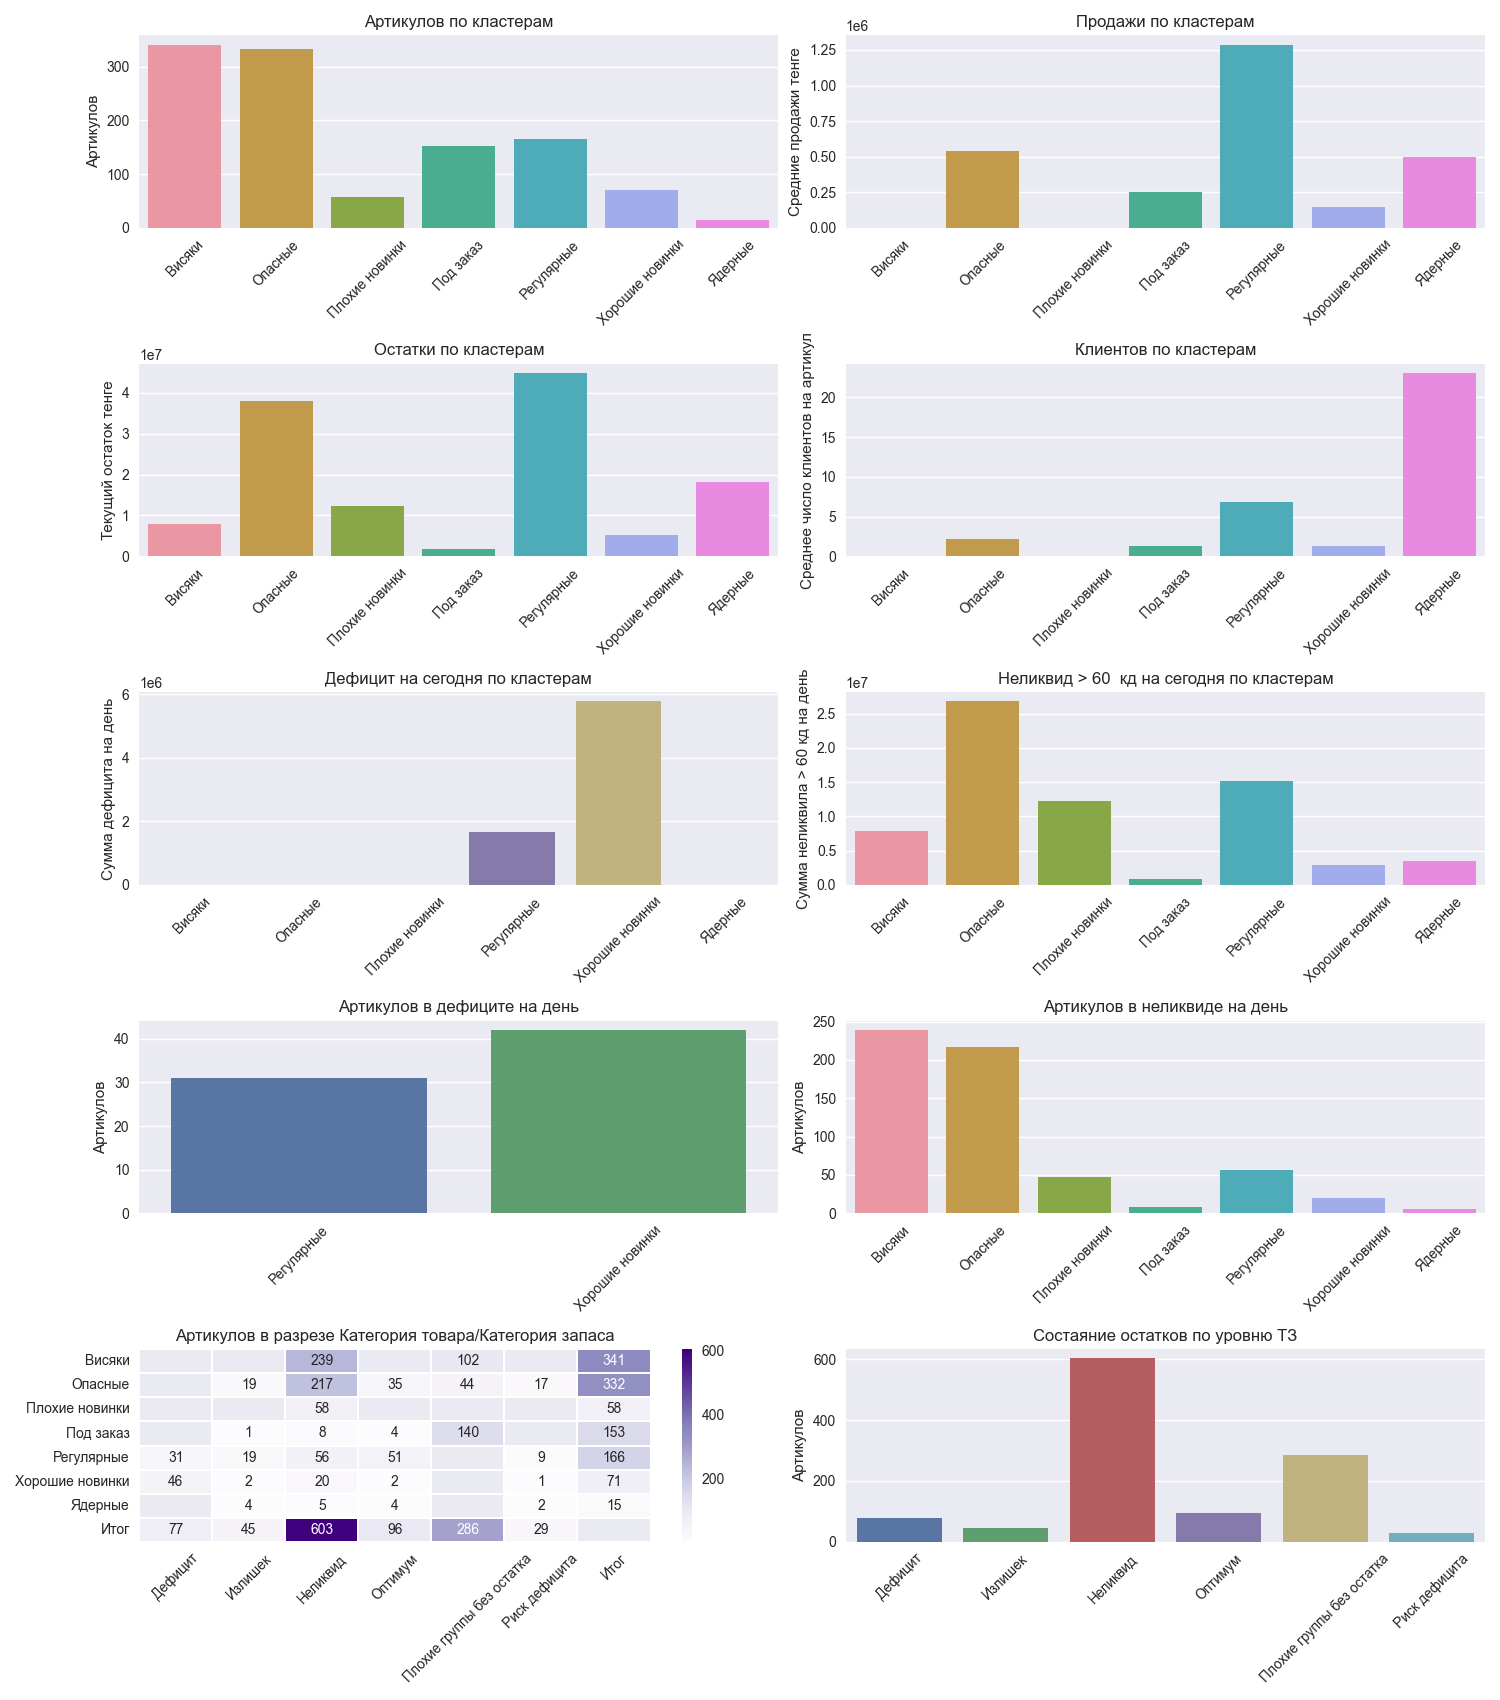 Артикулов по кластерам
Артикулов
300
200
100
0
Висяки
Опасные
Плохие новинки
Под заказ
Регулярные
Хорошие новинки
Ядерные
Продажи по кластерам
1e6
Средние продажи тенге
1.25
1.00
0.75
0.50
0.25
0.00
Висяки
Опасные
Плохие новинки
Под заказ
Регулярные
Хорошие новинки
Ядерные
Остатки по кластерам
1e7
Текущий остаток тенге
4
3
2
1
0
Висяки
Опасные
Плохие новинки
Под заказ
Регулярные
Хорошие новинки
Ядерные
Клиентов по кластерам
Среднее число клиентов на артикул
20
15
10
5
0
Висяки
Опасные
Плохие новинки
Под заказ
Регулярные
Хорошие новинки
Ядерные
Дефицит на сегодня по кластерам
1e6
Сумма дефицита на день
6
4
2
0
Висяки
Опасные
Плохие новинки
Регулярные
Хорошие новинки
Ядерные
Неликвид > 60 кд на сегодня по кластерам
1e7
Сумма неликвила > 60 кд на день
2.5
2.0
1.5
1.0
0.5
0.0
Висяки
Опасные
Плохие новинки
Под заказ
Регулярные
Хорошие новинки
Ядерные
Артикулов в дефиците на день
Артикулов
40
30
20
10
0
Регулярные
Хорошие новинки
Артикулов в неликвиде на день
Артикулов
250
200
150
100
50
0
Висяки
Опасные
Плохие новинки
Под заказ
Регулярные
Хорошие новинки
Ядерные
Артикулов в разрезе Категория товара/Категория запаса
Висяки 239 102 341
Опасные 19 217 35 44 17 332
Плохие новинки 58 58
Под заказ 1 8 4 140 153
Регулярные 31 19 56 51 9 166
Хорошие новинки 46 2 20 2 1 71
Ядерные 4 5 4 2 15
Итог 77 45 603 96 286 29
Дефицит
Излишек
Неликвид
Оптимум
Плохие группы без остатка
Риск дефицита
Итог
600
400
200
Состаяние остатков по уровню ТЗ
Артикулов
600
400
200
0
Дефицит
Излишек
Неликвид
Оптимум
Плохие группы без остатка
Риск дефицита